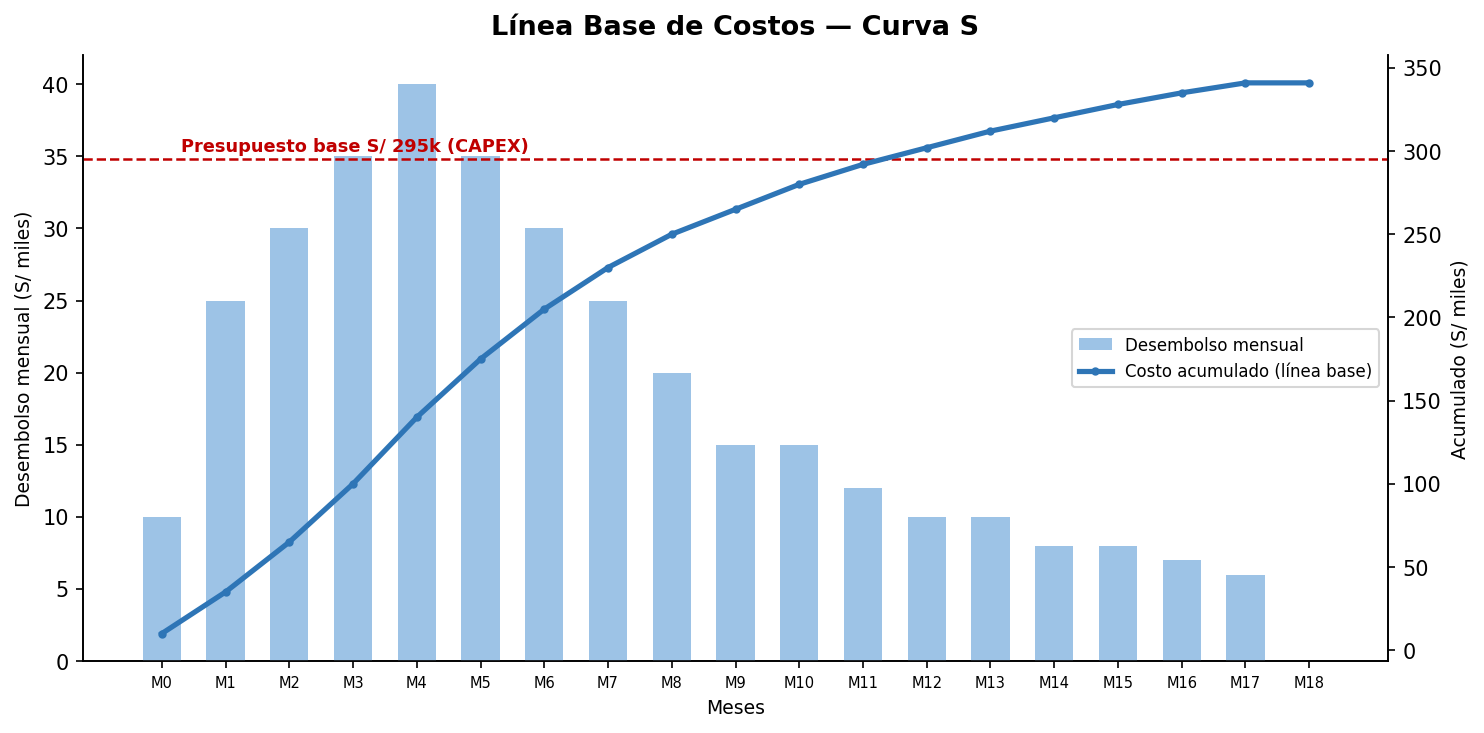 Línea Base de Costos — Curva S
Desembolso mensual (S/ miles)
40
35
30
25
20
15
10
5
0
Presupuesto base S/ 295k (CAPEX)
Desembolso mensual
Costo acumulado (línea base)
350
300
250
200
150
100
50
0
Acumulado (S/ miles)
M0 M1 M2 M3 M4 M5 M6 M7 M8 M9 M10 M11 M12 M13 M14 M15 M16 M17 M18
Meses